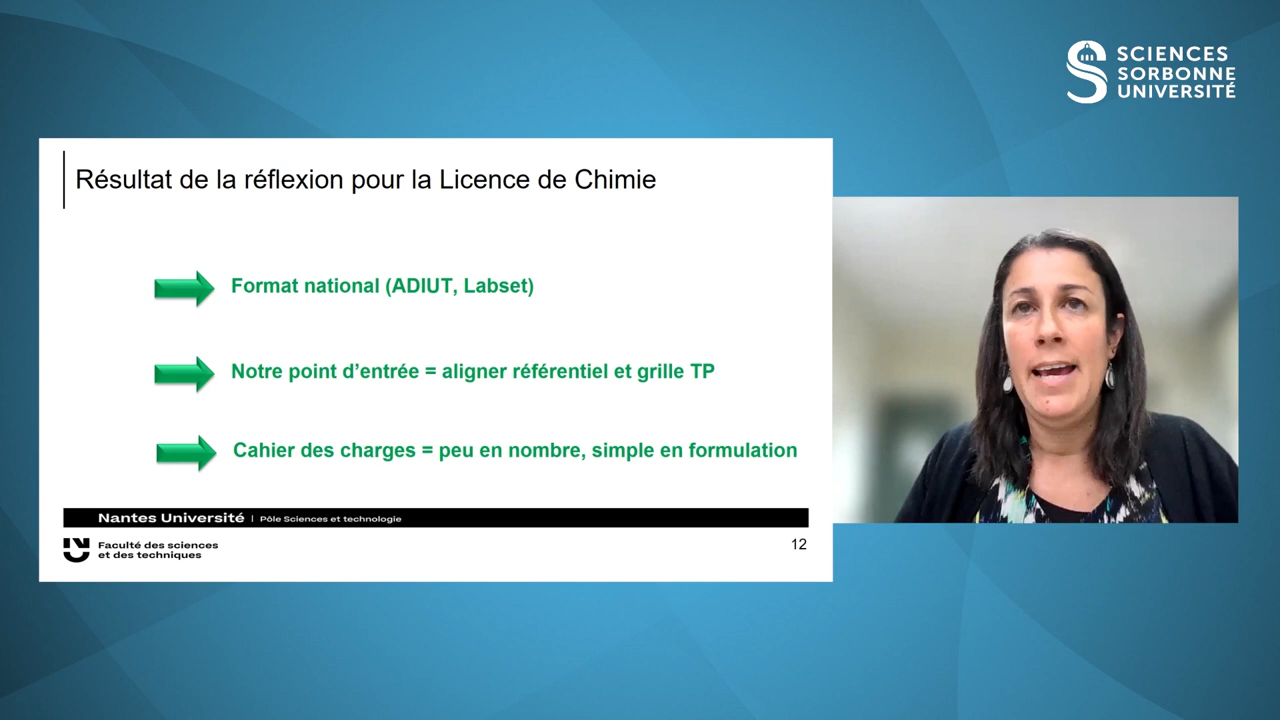 SCIENCES
SORBONNE
UNIVERSITÉ
Résultat de la réflexion pour la Licence de Chimie
Format national (ADIUT, Labset)
Notre point d’entrée = aligner référentiel et grille TP
Cahier des charges = peu en nombre, simple en formulation
Nantes Université | Pôle Sciences et technologie
Faculté des sciences
et des techniques
12